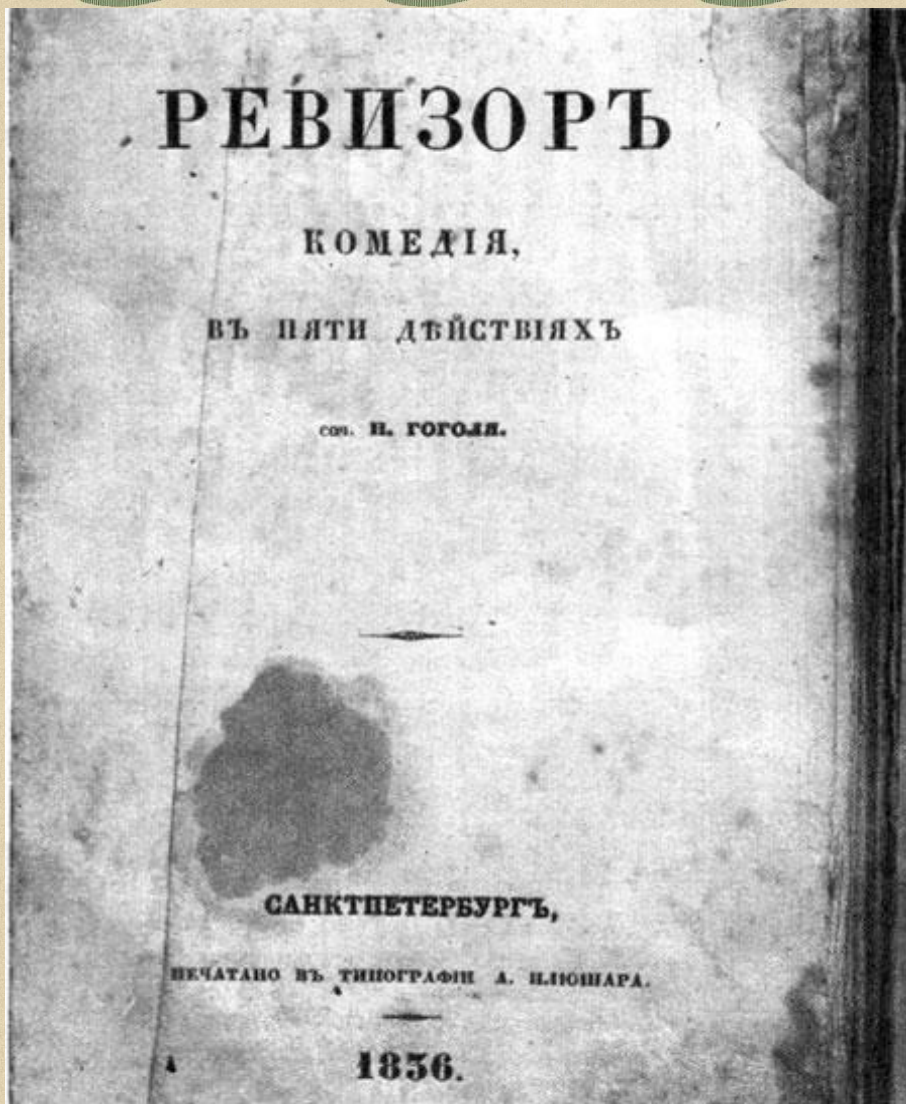 РЕВИЗОРЪ
КОМЕДІЯ,
ВЪ ПЯТИ ДѢЙСТВІЯХЪ
соч. Н. ГОГОЛЯ.
САНКТПЕТЕРБУРГЪ,
ПЕЧАТАНО ВЪ ТИПОГРАФІИ А. ПЛЮШАРА.
1836.